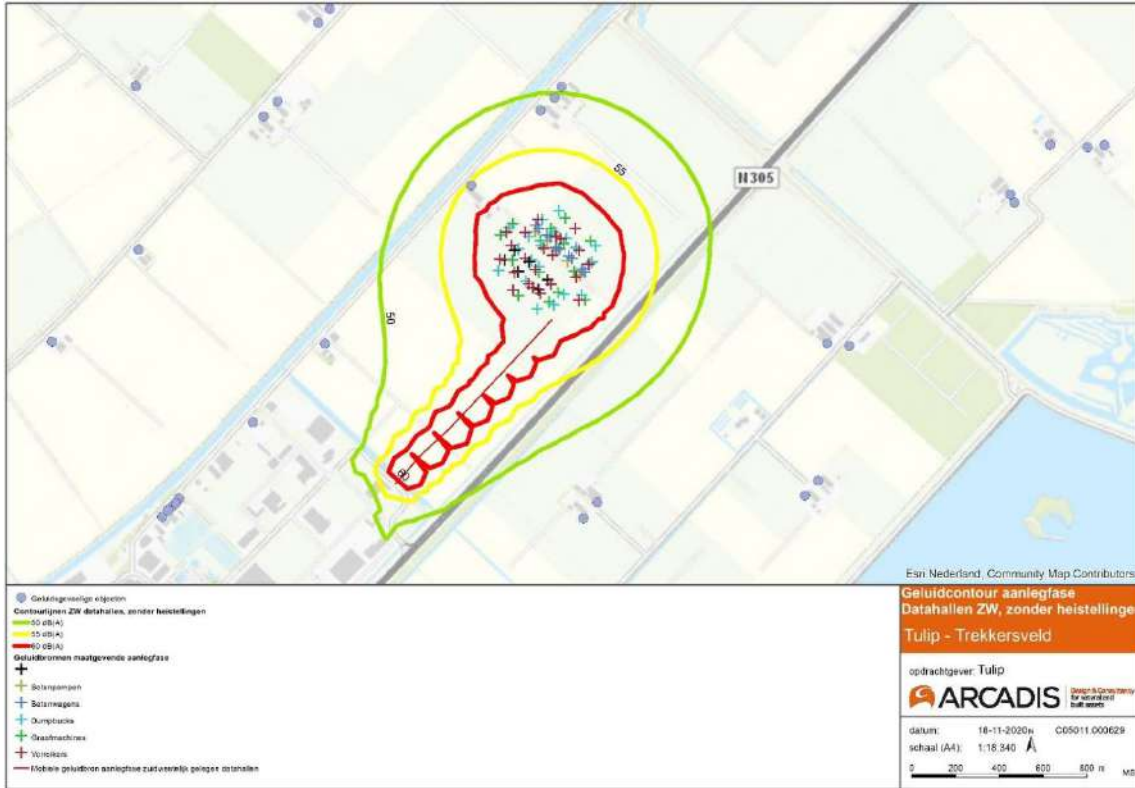 55
N305
50
Esri Nederland, Community Map Contributors
Geluidsgevoelige objecten
Contourlijnen ZW datahallen, zonder heistellingen
50 dB(A)
55 dB(A)
60 dB(A)
Geluidbronnen maatgevende aanlegfase
Betonpompen
Betonwagens
Dumptrucks
Graafmachines
Verreikers
Mobiele geluidbron aanlegfase zuidwestelijk gelegen datahallen
Geluidcontour aanlegfase
Datahallen ZW, zonder heistellinge
Tulip - Trekkersveld
opdrachtgever: Tulip
ARCADIS
Design & Consultancy
for natural and
built assets
datum: 18-11-2020 N C05011.000629
schaal (A4): 1:18.340
0 200 400 600 800 m
MB